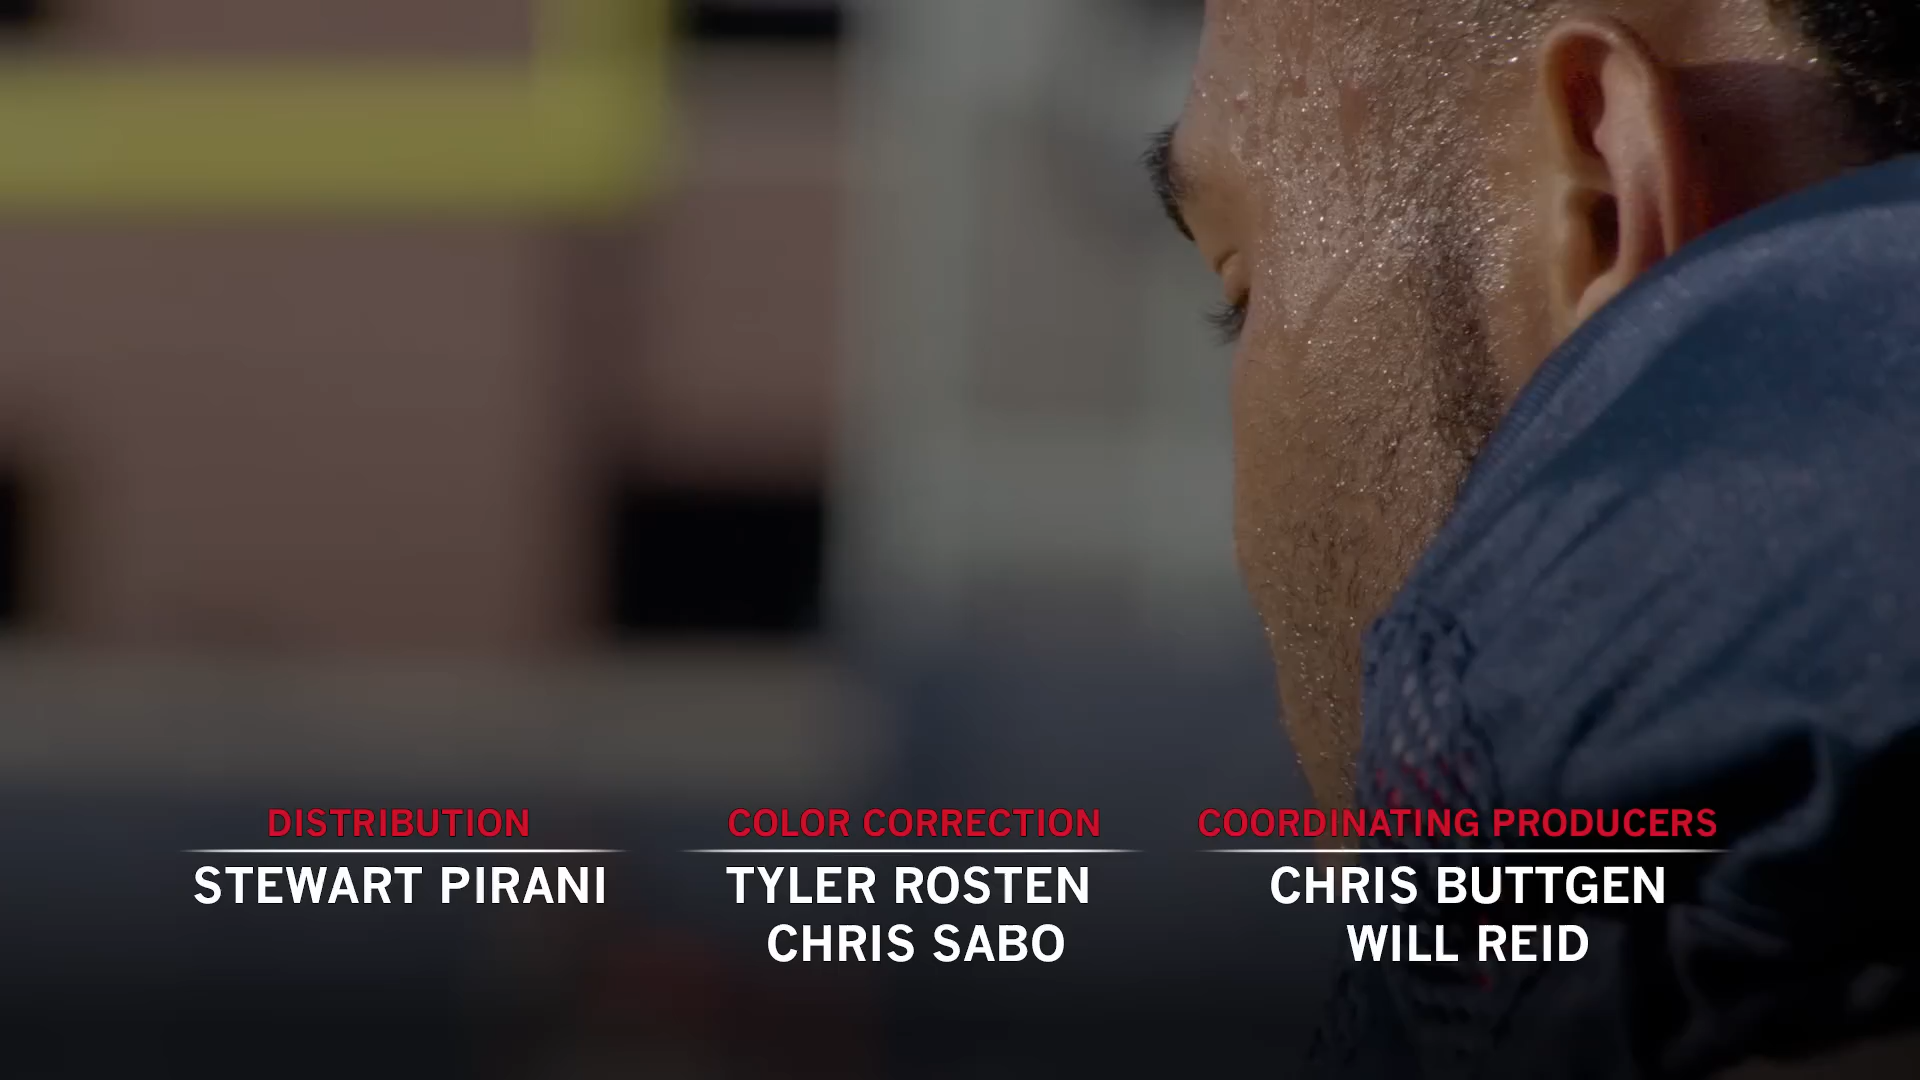 DISTRIBUTION
STEWART PIRANI
COLOR CORRECTION
TYLER ROSTEN
CHRIS SABO
COORDINATING PRODUCERS
CHRIS BUTTGEN
WILL REID